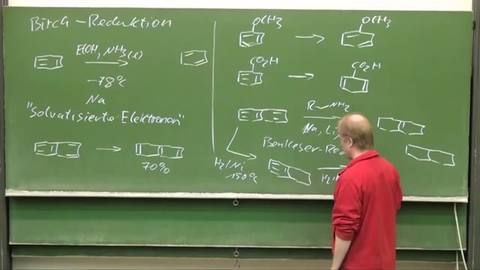 Birch-Reduktion
EtOH, NH₃(l)
-78°C
Na
"Solvatisierte Elektronen"
70%
OCH₃
OCH₃
CO₂H
CO₂H
R NH₂
Na, Li
Benkeser-Re
H₂/Ni
150°C
H₂